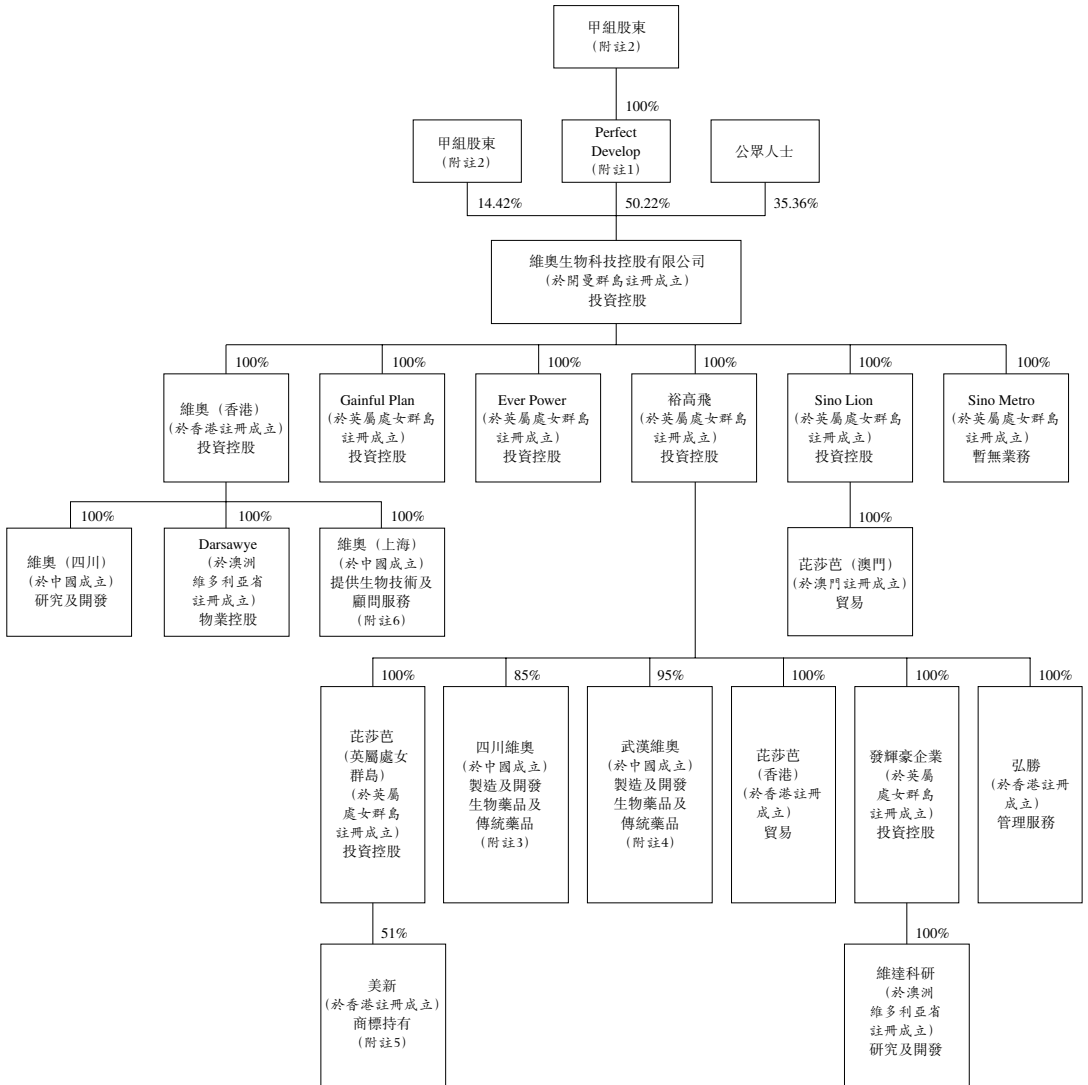 甲組股東
(附註2)
100%
甲組股東
(附註2)
Perfect
Develop
(附註1)
公眾人士
14.42%
50.22%
35.36%
維奧生物科技控股有限公司
(於開曼群島註冊成立)
投資控股
100%
100%
100%
100%
100%
100%
維奧（香港）
(於香港註冊成立)
投資控股
Gainful Plan
(於英屬處女群島
註冊成立)
投資控股
Ever Power
(於英屬處女群島
註冊成立)
投資控股
裕高飛
(於英屬處女群島
註冊成立)
投資控股
Sino Lion
(於英屬處女群島
註冊成立)
投資控股
Sino Metro
(於英屬處女群島
註冊成立)
暫無業務
100%
100%
100%
100%
維奧（四川）
(於中國成立)
研究及開發
Darsawye
(於澳洲
維多利亞省
註冊成立)
物業控股
維奧（上海）
(於中國成立)
提供生物技術及
顧問服務
(附註6)
芘莎芭（澳門）
(於澳門註冊成立)
貿易
100%
85%
95%
100%
100%
100%
芘莎芭
(英屬處女
群島)
(於英屬
處女群島
註冊成立)
投資控股
四川維奧
(於中國成立)
製造及開發
生物藥品及
傳統藥品
(附註3)
武漢維奧
(於中國成立)
製造及開發
生物藥品及
傳統藥品
(附註4)
芘莎芭
(香港)
(於香港註冊
成立)
貿易
發輝豪企業
(於英屬
處女群島
註冊成立)
投資控股
弘勝
(於香港註冊
成立)
管理服務
51%
100%
美新
(於香港註冊成立)
商標持有
(附註5)
維達科研
(於澳洲
維多利亞省
註冊成立)
研究及開發